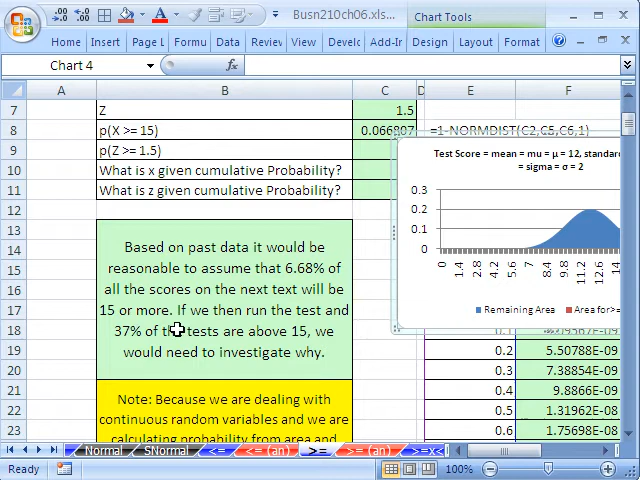 Busn210ch06.xls...
Chart Tools
Home Insert Page L Formu Data Reviev Develo Add-Ir Design Layout Format
Chart 4
fx
A B C D E F
7 Z 1.5
8 p(X >= 15) 0.066807 =1-NORMDIST(C2,C5,C6,1)
9 p(Z >= 1.5)
10 What is x given cumulative Probability?
11 What is z given cumulative Probability?
12
13
14
15
16
17
18
19 0.2 5.50788E-09
20 0.3 7.38854E-09
21 0.4 9.8866E-09
22 0.5 1.31962E-08
23 0.6 1.75698E-08
Based on past data it would be
reasonable to assume that 6.68% of
all the scores on the next text will be
15 or more. If we then run the test and
37% of the tests are above 15, we
would need to investigate why.
Note: Because we are dealing with
continuous random variables and we are
calculating probability from area and
Test Score = mean = mu = μ = 12, standard
= sigma = σ = 2
0.3
0.2
0.1
0
0 1.4 2.8 4.2 5.6 7 8.4 9.8 11.2 12.6 14
Remaining Area Area for>=
Normal SNormal <= <= (an) >= >= (an) >=x<
Ready 100%